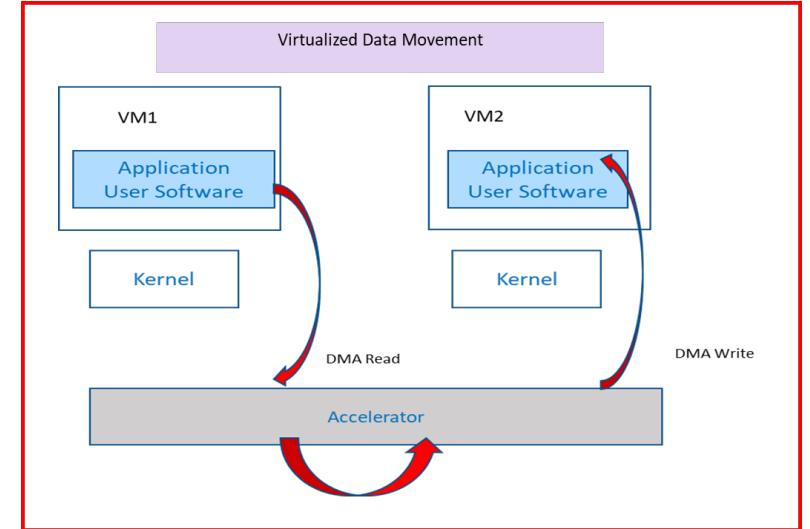 Virtualized Data Movement
VM1
VM2
Application
User Software
Application
User Software
Kernel
Kernel
DMA Read
DMA Write
Accelerator